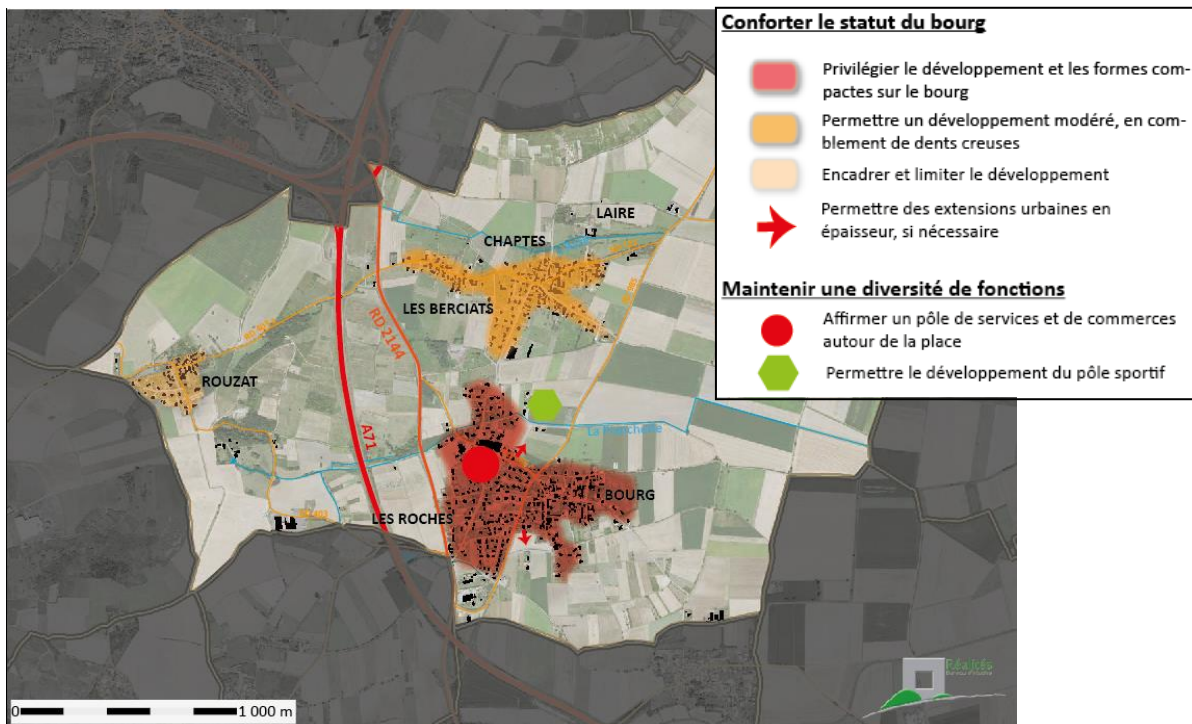 Conforter le statut du bourg
Privilégier le développement et les formes com-
pactes sur le bourg
Permettre un développement modéré, en com-
blement de dents creuses
Encadrer et limiter le développement
Permettre des extensions urbaines en
épaisseur, si nécessaire
Maintenir une diversité de fonctions
Affirmer un pôle de services et de commerces
autour de la place
Permettre le développement du pôle sportif
LAIRE
CHAPTES
LES BERCIATS
RD 2144
ROUZAT
A71
BOURG
LES ROCHES
Réalités
0 1 000 m